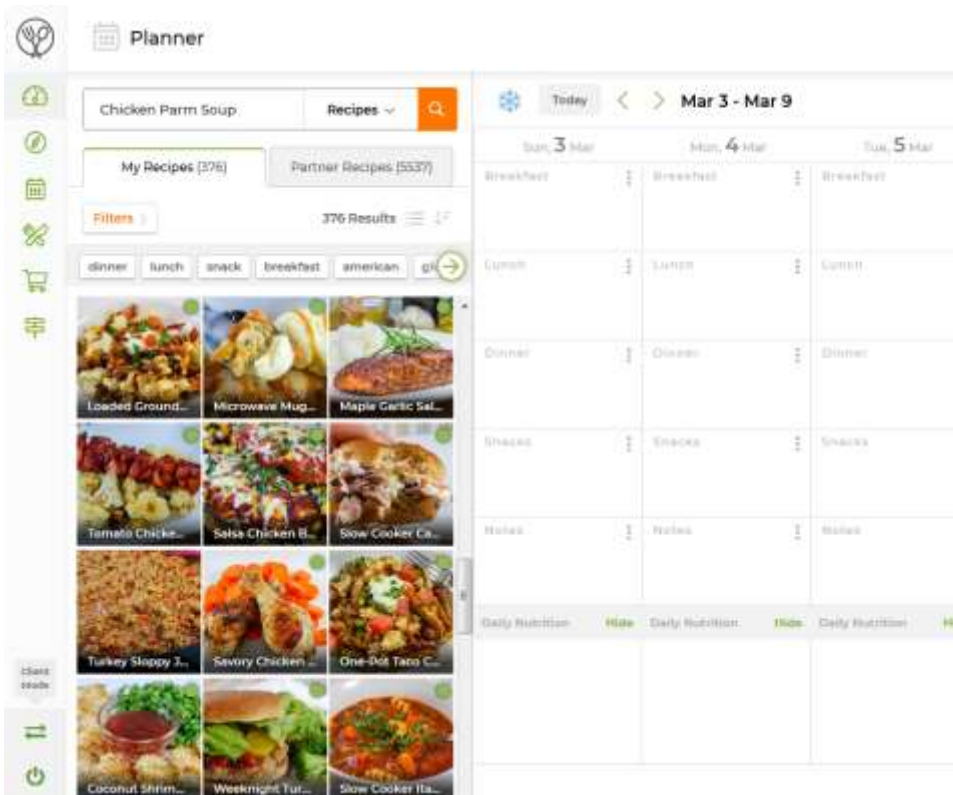 Planner
Chicken Parm Soup
Recipes
My Recipes (376)
Partner Recipes (5537)
Filters
376 Results
dinner
lunch
snack
breakfast
american
Loaded Ground...
Microwave Mug...
Maple Garlic Sal...
Tomato Chicke...
Salsa Chicken B...
Slow Cooker Ca...
Turkey Sloppy J...
Savory Chicken ...
One-Pot Taco C...
Coconut Shrim...
Weeknight Tur...
Slow Cooker Ita...
Client
Mode
Today
Mar 3 - Mar 9
Sun, 3 Mar
Mon, 4 Mar
Tue, 5 Mar
Breakfast
Breakfast
Breakfast
Lunch
Lunch
Lunch
Dinner
Dinner
Dinner
Snacks
Snacks
Snacks
Notes
Notes
Notes
Daily Nutrition
Hide
Daily Nutrition
Hide
Daily Nutrition